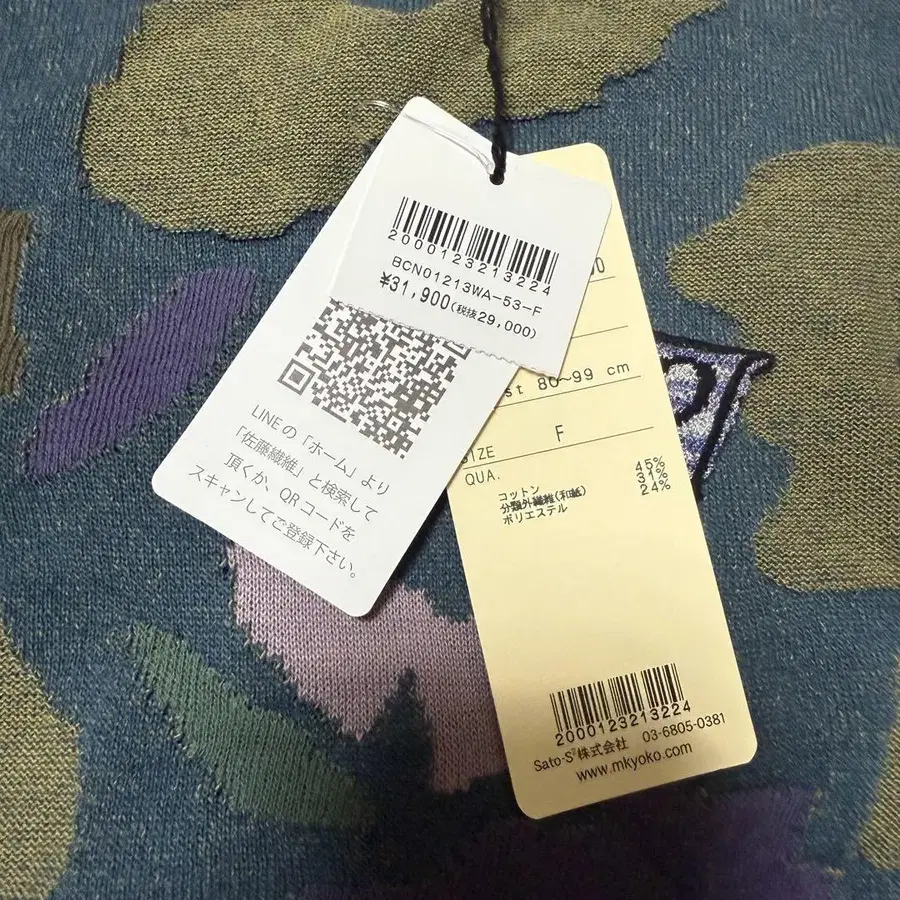 2000123213224
BCN01213WA-53-F
¥31,900(税抜29,000)
LINEの「ホーム」より
「佐藤繊維」と検索して
頂くか、QRコードを
スキャンしてご登録下さい。
80~99 cm
SIZE F
QUA.
コットン 45%
分類外繊維(和紙) 31%
ポリエステル 24%
2000123213224
Sato-S²株式会社 03-6805-0381
www.mkyoko.com